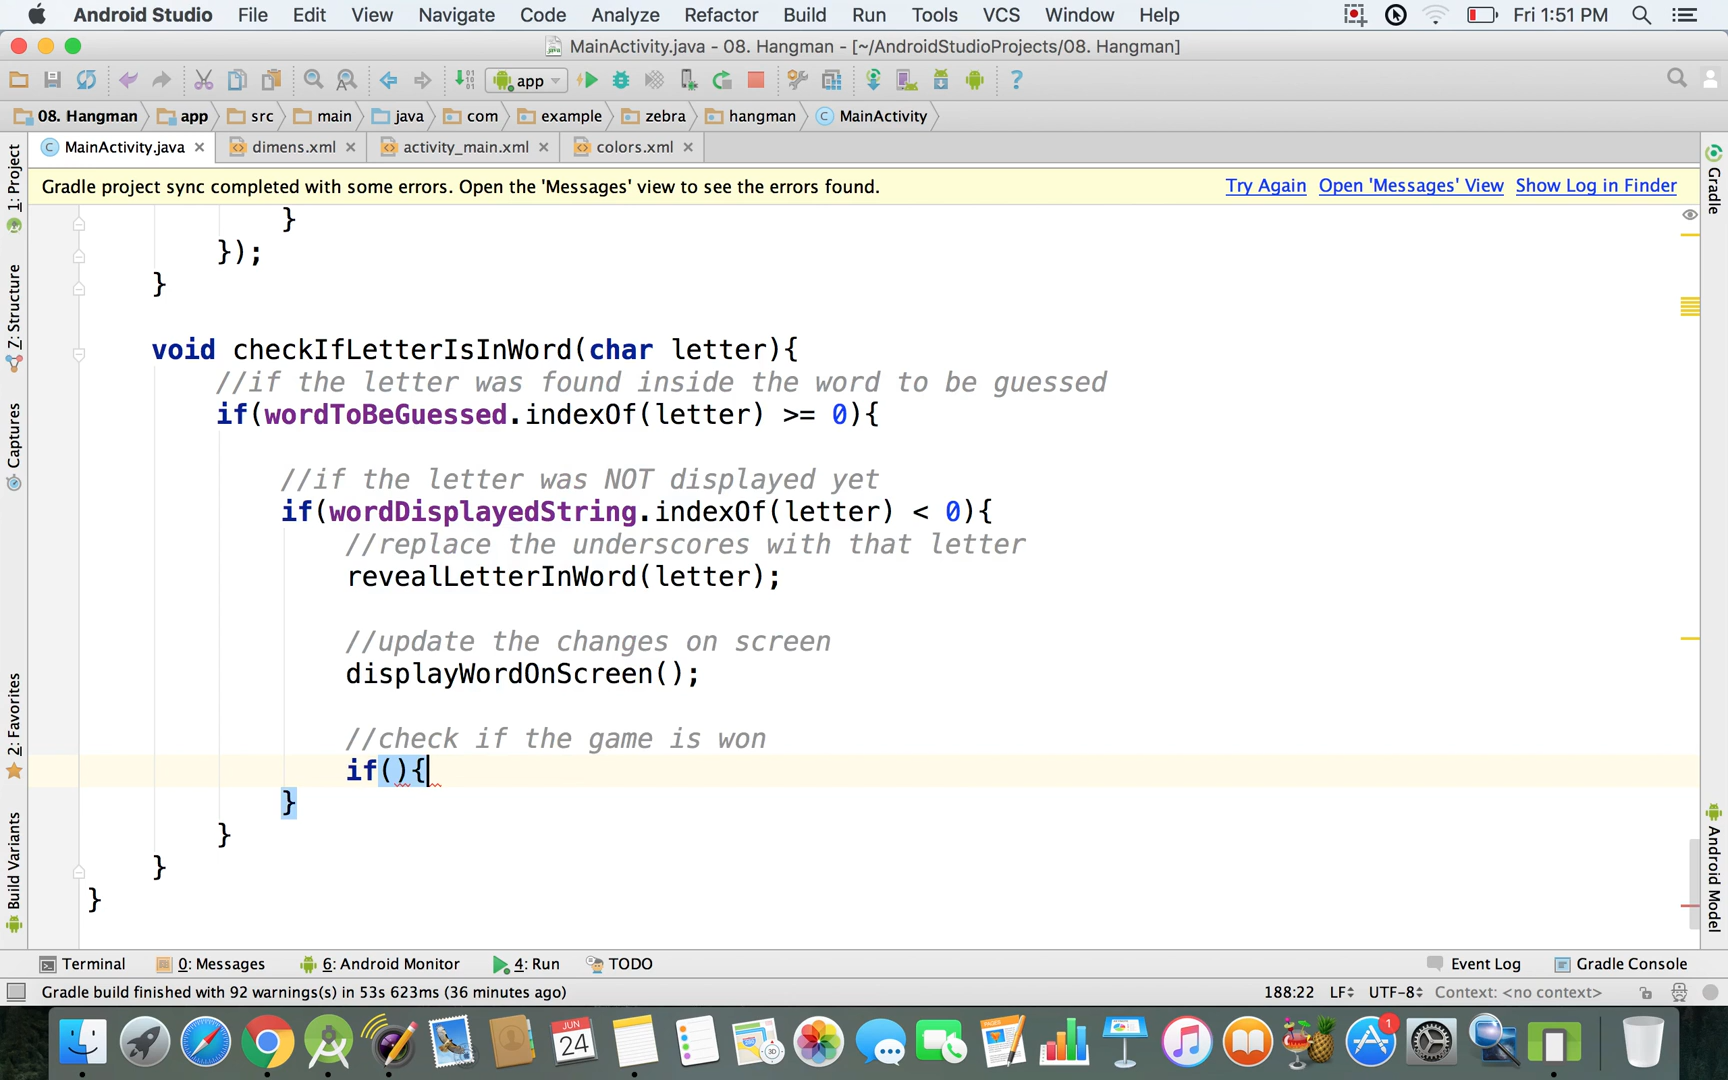 Android Studio File Edit View Navigate Code Analyze Refactor Build Run Tools VCS Window Help Fri 1:51 PM
MainActivity.java - 08. Hangman - [~/AndroidStudioProjects/08. Hangman]
app
08. Hangman app src main java com example zebra hangman MainActivity
MainActivity.java dimens.xml activity_main.xml colors.xml
Gradle project sync completed with some errors. Open the 'Messages' view to see the errors found. Try Again Open 'Messages' View Show Log in Finder
}
});
}
void checkIfLetterIsInWord(char letter){
//if the letter was found inside the word to be guessed
if(wordToBeGuessed.indexOf(letter) >= 0){
//if the letter was NOT displayed yet
if(wordDisplayedString.indexOf(letter) < 0){
//replace the underscores with that letter
revealLetterInWord(letter);
//update the changes on screen
displayWordOnScreen();
//check if the game is won
if(){
}
}
}
}
1: Project
7: Structure
Captures
2: Favorites
Build Variants
Gradle
Android Model
Terminal 0: Messages 6: Android Monitor 4: Run TODO Event Log Gradle Console
Gradle build finished with 92 warnings(s) in 53s 623ms (36 minutes ago) 188:22 LF UTF-8 Context: <no context>
JUN
24
1